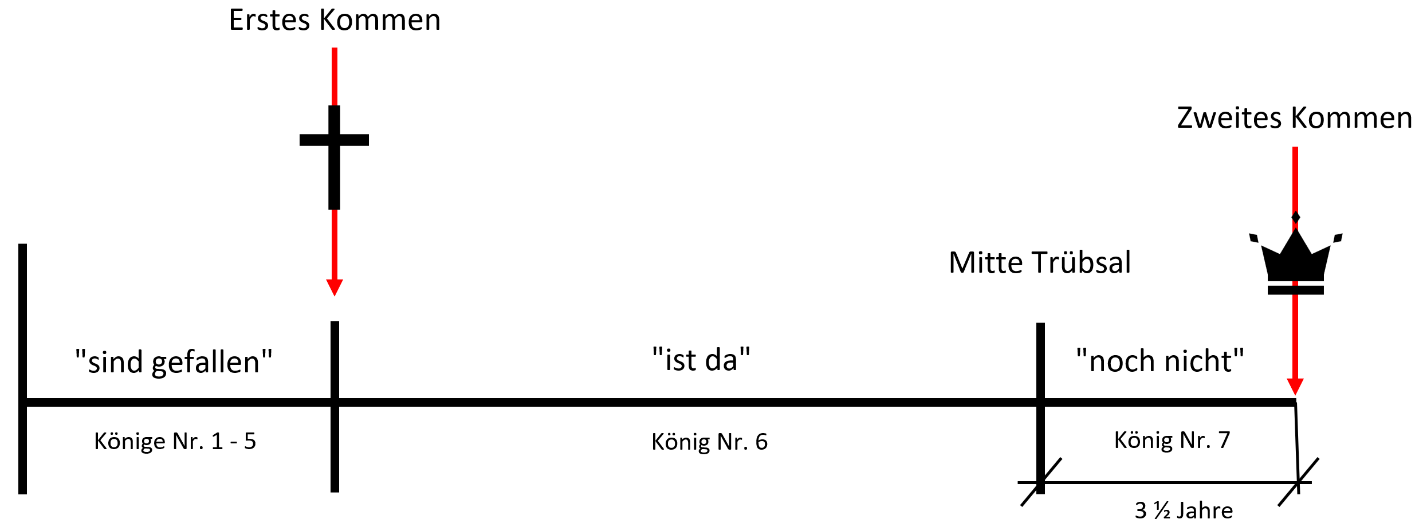 Erstes Kommen
Zweites Kommen
Mitte Trübsal
"sind gefallen"
"ist da"
"noch nicht"
Könige Nr. 1 - 5
König Nr. 6
König Nr. 7
3 ½ Jahre